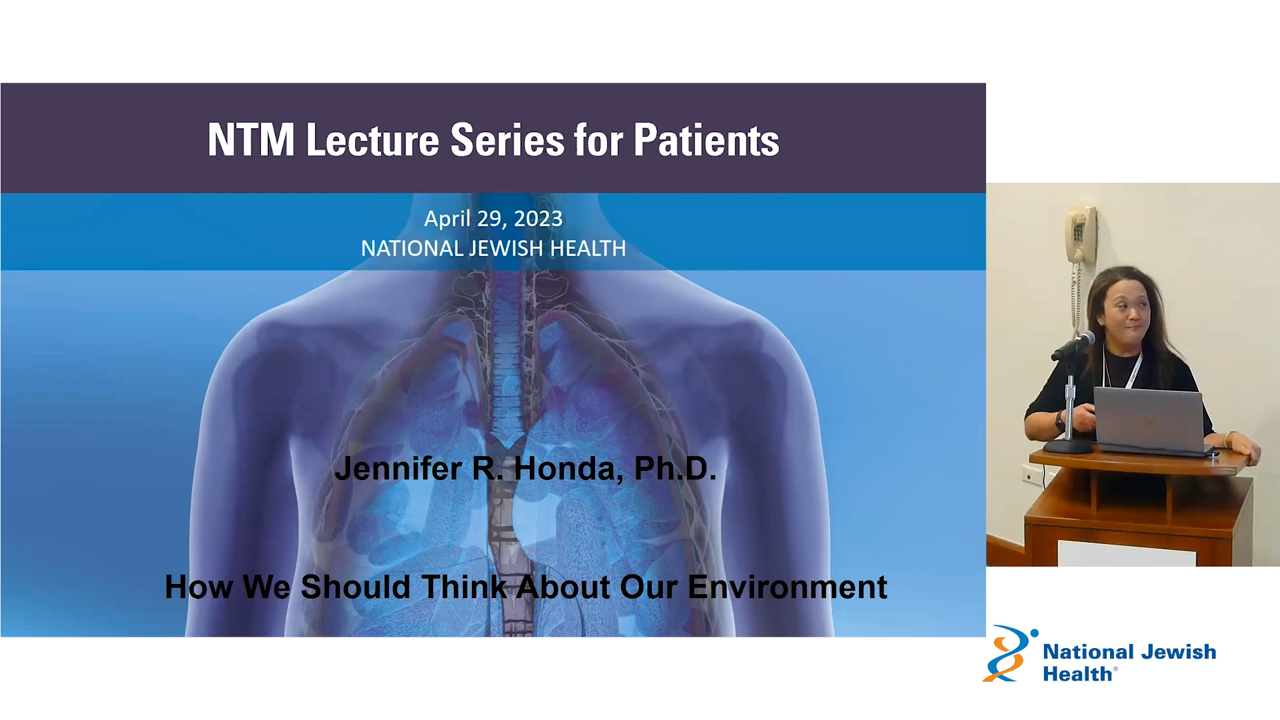 NTM Lecture Series for Patients
April 29, 2023
NATIONAL JEWISH HEALTH
Jennifer R. Honda, Ph.D.
How We Should Think About Our Environment
National Jewish
Health®